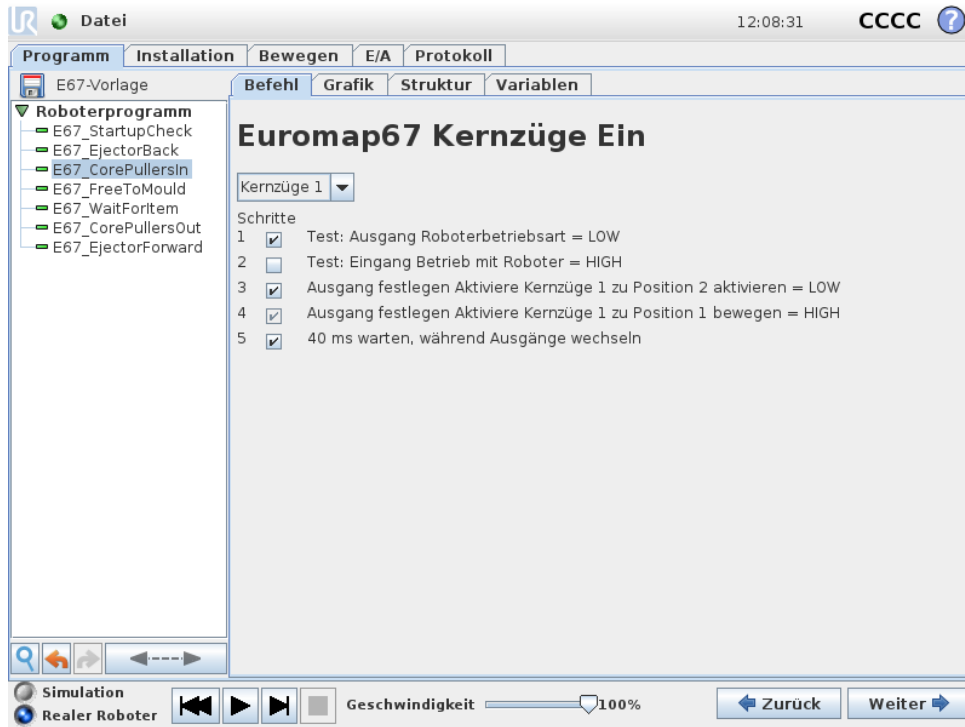 Datei 12:08:31 CCCC ?
Programm Installation Bewegen E/A Protokoll
E67-Vorlage
Befehl Grafik Struktur Variablen
Roboterprogramm
E67_StartupCheck
E67_EjectorBack
E67_CorePullersIn
E67_FreeToMould
E67_WaitForItem
E67_CorePullersOut
E67_EjectorForward
Euromap67 Kernzüge Ein
Kernzüge 1
Schritte
1 Test: Ausgang Roboterbetriebsart = LOW
2 Test: Eingang Betrieb mit Roboter = HIGH
3 Ausgang festlegen Aktiviere Kernzüge 1 zu Position 2 aktivieren = LOW
4 Ausgang festlegen Aktiviere Kernzüge 1 zu Position 1 bewegen = HIGH
5 40 ms warten, während Ausgänge wechseln
Simulation
Realer Roboter
Geschwindigkeit 100%
Zurück Weiter